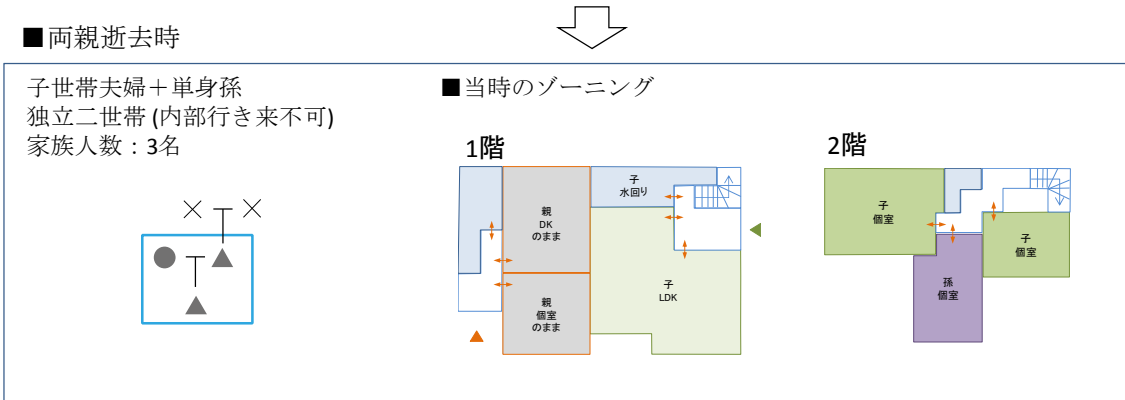 ■両親逝去時
子世帯夫婦＋単身孫
独立二世帯 (内部行き来不可)
家族人数：3名
■当時のゾーニング
1階
子
水回り
親
DK
のまま
子
LDK
親
個室
のまま
2階
子
個室
子
個室
孫
個室